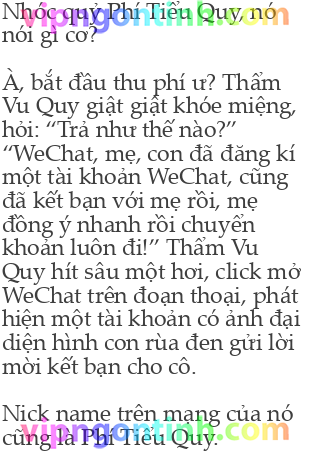 Nhóc quỷ Phí Tiểu Quy, nó
vipngontinh.com
nói gì cơ?
À, bắt đầu thu phí ư? Thẩm
Vu Quy giật giật khóe miệng,
hỏi: “Trả như thế nào?”
“WeChat, mẹ, con đã đăng kí
một tài khoản WeChat, cũng
đã kết bạn với mẹ rồi, mẹ
đồng ý nhanh rồi chuyển
khoản luôn đi!” Thẩm Vu
Quy hít sâu một hơi, click mở
WeChat trên đoạn thoại, phát
hiện một tài khoản có ảnh đại
diện hình con rùa đen gửi lời
mời kết bạn cho cô.
Nick name trên mạng của nó
vipngontinh.com
cũng là Phí Tiểu Quy.